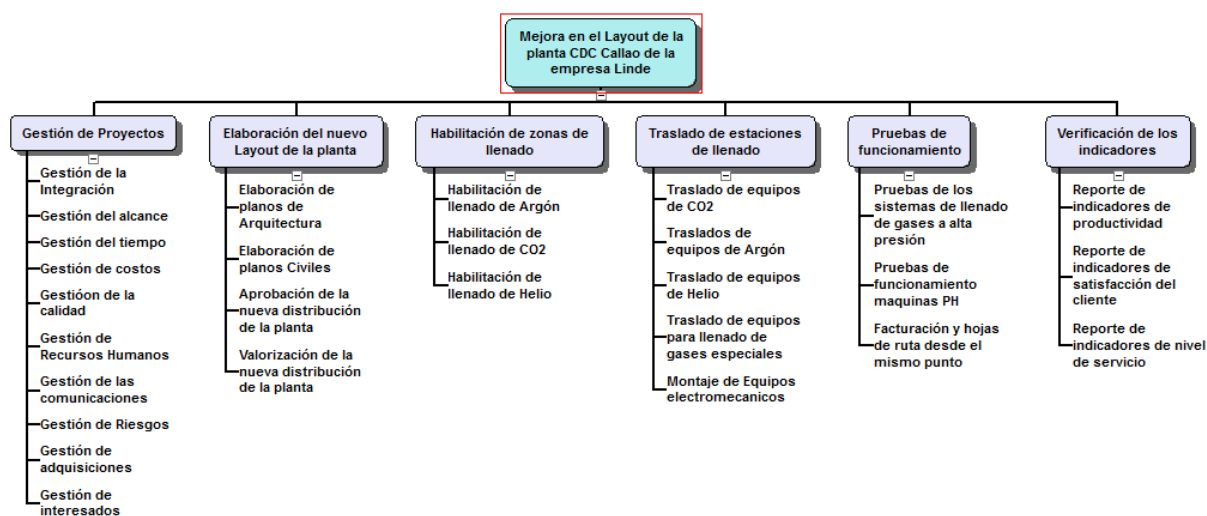 Mejora en el Layout de la
planta CDC Callao de la
empresa Linde
Gestión de Proyectos
Gestión de la
Integración
Gestión del alcance
Gestión del tiempo
Gestión de costos
Gestióon de la
calidad
Gestión de
Recursos Humanos
Gestión de las
comunicaciones
Gestión de Riesgos
Gestión de
adquisiciones
Gestión de
interesados
Elaboración del nuevo
Layout de la planta
Elaboración de
planos de
Arquitectura
Elaboración de
planos Civiles
Aprobación de la
nueva distribución
de la planta
Valorización de la
nueva distribución
de la planta
Habilitación de zonas de
llenado
Habilitación de
llenado de Argón
Habilitación de
llenado de CO2
Habilitación de
llenado de Helio
Traslado de estaciones
de llenado
Traslado de equipos
de CO2
Traslados de
equipos de Argón
Traslado de equipos
de Helio
Traslado de equipos
para llenado de
gases especiales
Montaje de Equipos
electromecanicos
Pruebas de
funcionamiento
Pruebas de los
sistemas de llenado
de gases a alta
presión
Pruebas de
funcionamiento
maquinas PH
Facturación y hojas
de ruta desde el
mismo punto
Verificación de los
indicadores
Reporte de
indicadores de
productividad
Reporte de
indicadores de
satisfacción del
cliente
Reporte de
indicadores de nivel
de servicio